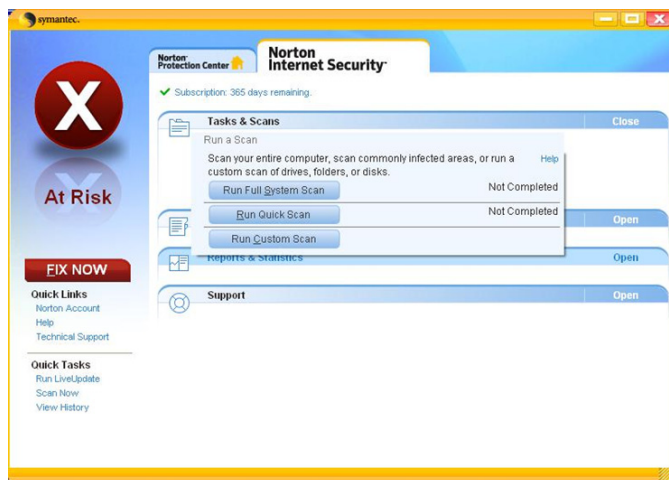 symantec.
Norton
Protection Center
Norton
Internet Security
Subscription: 365 days remaining.
Tasks & Scans
Close
Run a Scan
Scan your entire computer, scan commonly infected areas, or run a
custom scan of drives, folders, or disks.
Help
Run Full System Scan
Not Completed
Run Quick Scan
Not Completed
Run Custom Scan
Open
Reports & Statistics
Open
Support
Open
X
At Risk
FIX NOW
Quick Links
Norton Account
Help
Technical Support
Quick Tasks
Run LiveUpdate
Scan Now
View History